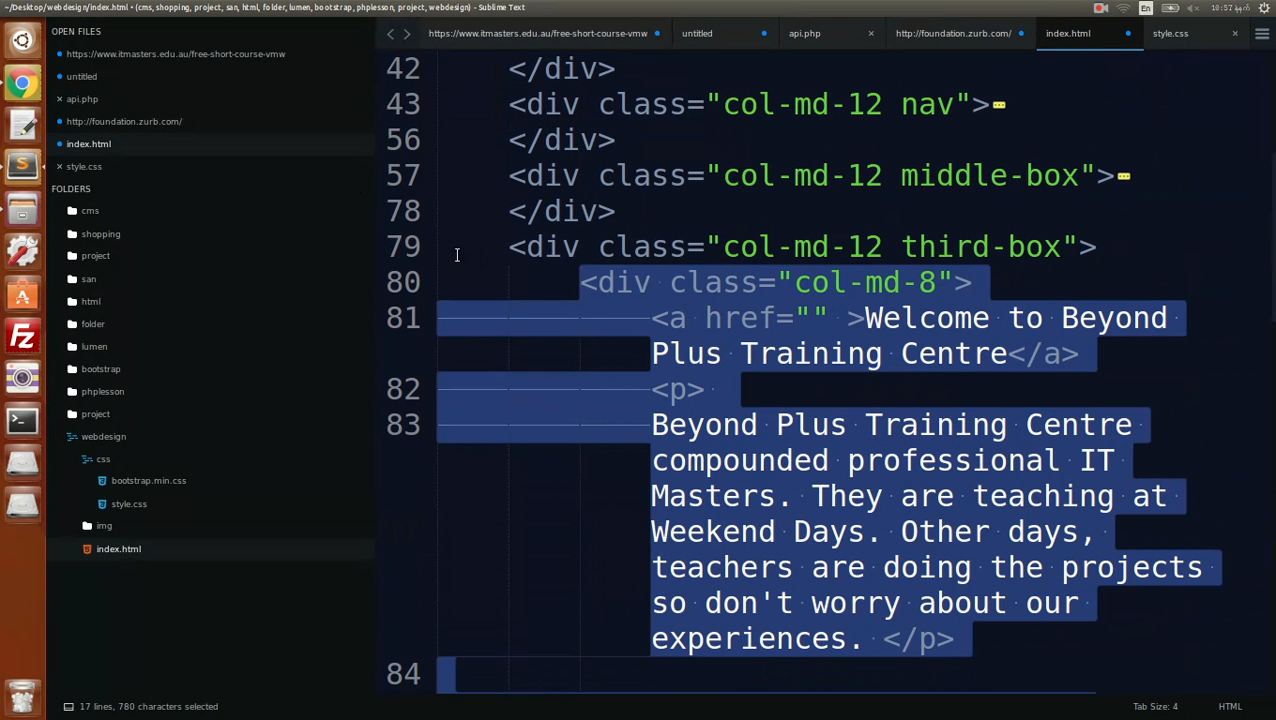 ~/Desktop/webdesign/index.html • (cms, shopping, project, san, html, folder, lumen, bootstrap, phplesson, project, webdesign) - Sublime Text
En
10:57
OPEN FILES
https://www.itmasters.edu.au/free-short-course-vmw
untitled
api.php
http://foundation.zurb.com/
index.html
style.css
FOLDERS
cms
shopping
project
san
html
folder
lumen
bootstrap
phplesson
project
webdesign
css
bootstrap.min.css
style.css
img
index.html
https://www.itmasters.edu.au/free-short-course-vmw
untitled
api.php
http://foundation.zurb.com/
index.html
style.css
42 </div>
43 <div class="col-md-12 nav">
56 </div>
57 <div class="col-md-12 middle-box">
78 </div>
79 <div class="col-md-12 third-box">
80 <div class="col-md-8">
81 <a href="" >Welcome to Beyond
Plus Training Centre</a>
82 <p>
83 Beyond Plus Training Centre
compounded professional IT
Masters. They are teaching at
Weekend Days. Other days,
teachers are doing the projects
so don't worry about our
experiences. </p>
84
17 lines, 780 characters selected
Tab Size: 4
HTML